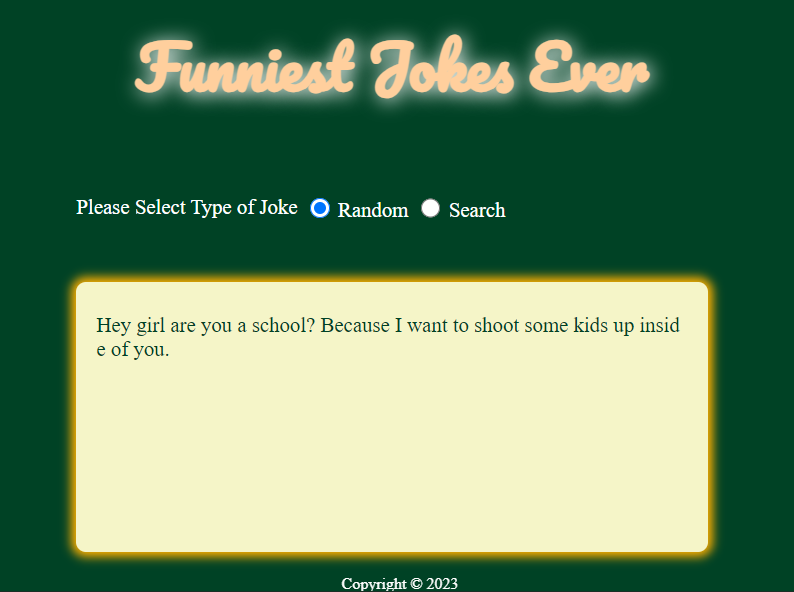 Funniest Jokes Ever
Please Select Type of Joke Random Search
Hey girl are you a school? Because I want to shoot some kids up insid
e of you.
Copyright © 2023